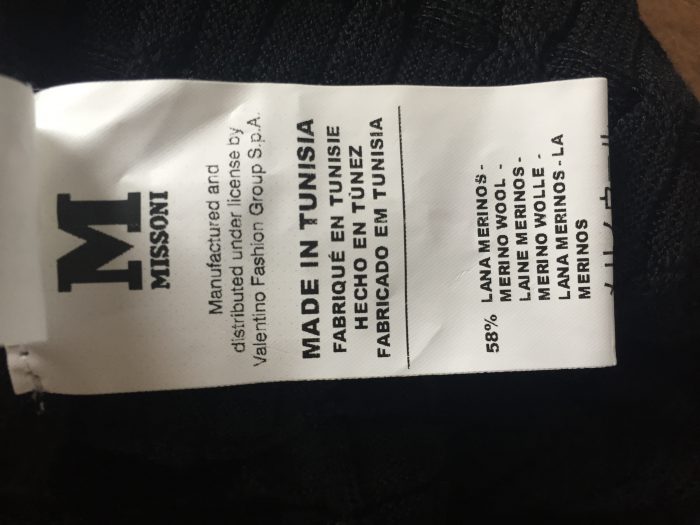 M
MISSONI
Manufactured and
distributed under license by
Valentino Fashion Group S.p.A.
MADE IN TUNISIA
FABRIQUÉ EN TUNISIE
HECHO EN TÙNEZ
FABRICADO EM TUNISIA
58% LANA MERINOS -
MERINO WOOL -
LAINE MERINOS -
MERINO WOLLE -
LANA MERINOS - LA
MERINOS